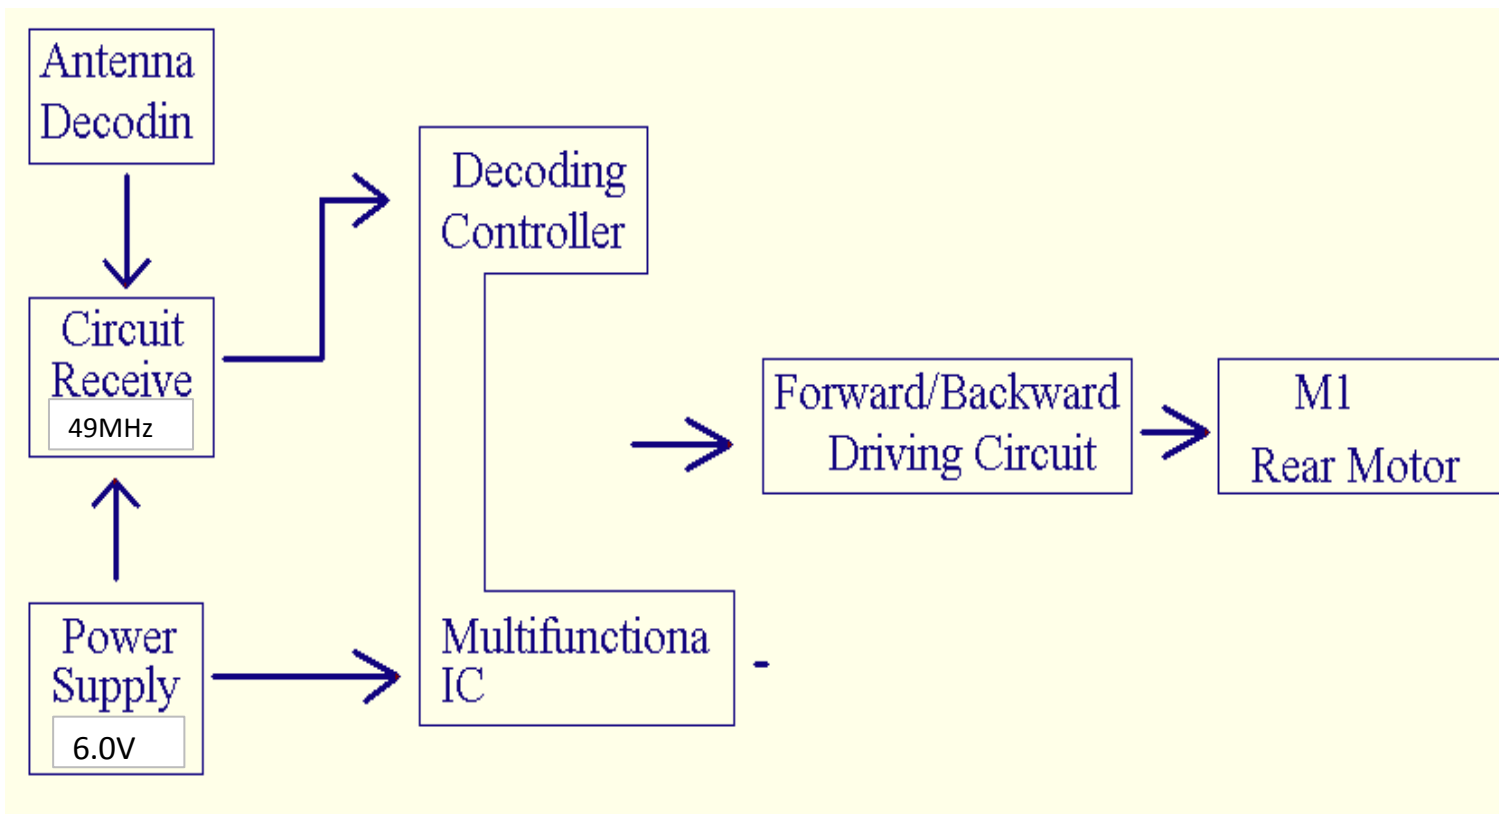 Antenna
Decodin
Circuit
Receive
49MHz
Power
Supply
6.0V
Decoding
Controller
Multifunctiona
IC
-
Forward/Backward
Driving Circuit
M1
Rear Motor